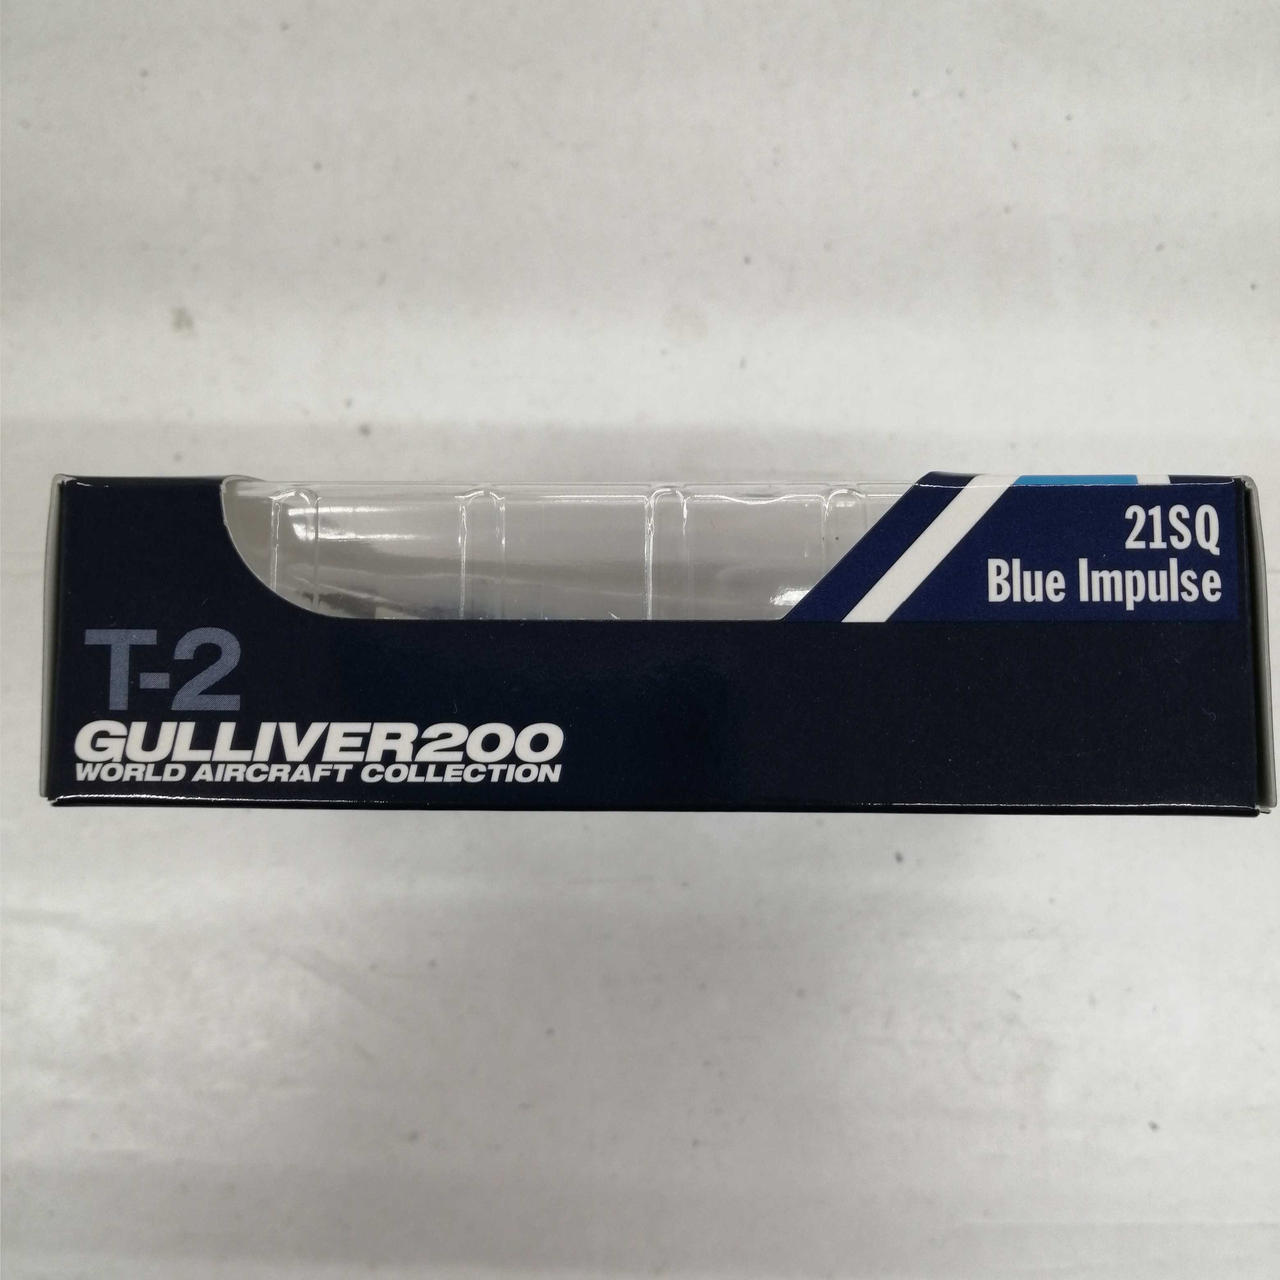 21SQ
Blue Impulse
T-2
GULLIVER200
WORLD AIRCRAFT COLLECTION